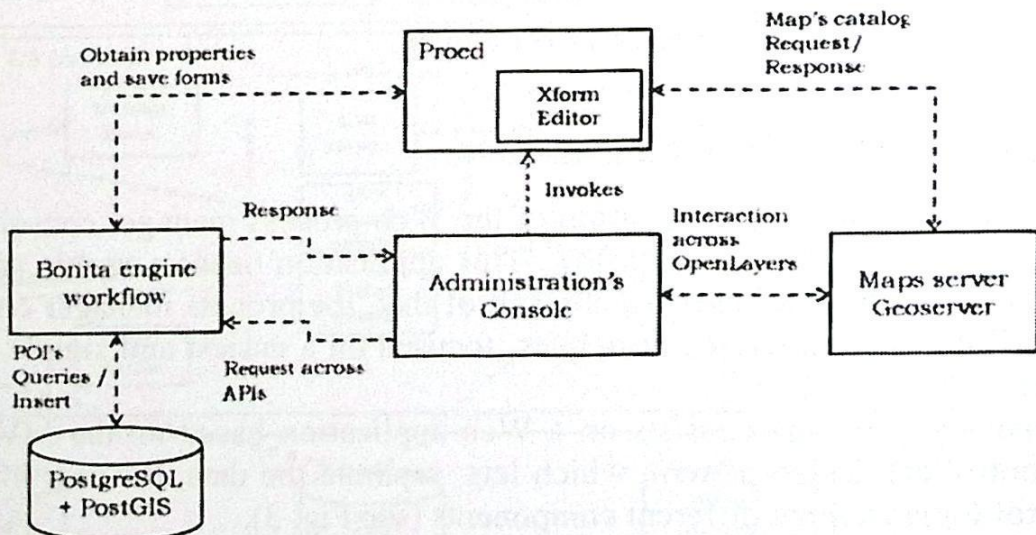 Map's catalog
Request/
Response
Obtain properties
and save forms
Proed
Xform
Editor
Invokes
Response
Interaction
across
OpenLayers
Bonita engine
workflow
Administration's
Console
Maps server
Geoserver
POI's
Queries /
Insert
Request across
APIs
PostgreSQL
+ PostGIS